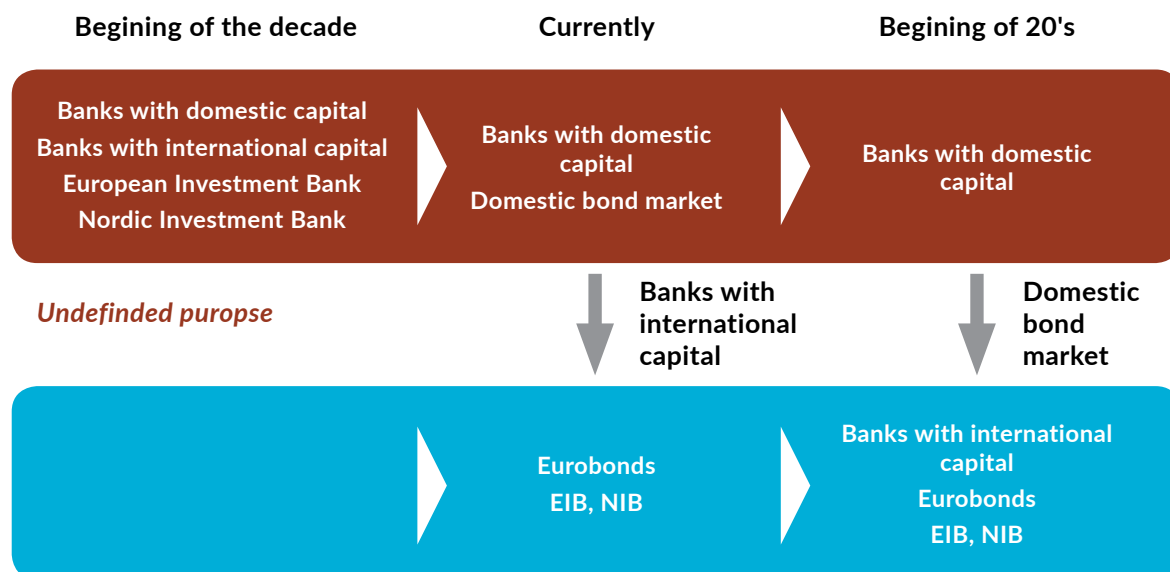 Begining of the decade
Currently
Begining of 20's
Banks with domestic capital
Banks with international capital
European Investment Bank
Nordic Investment Bank
Banks with domestic
capital
Domestic bond market
Banks with domestic
capital
Undefinded puropse
Banks with
international
capital
Domestic
bond
market
Eurobonds
EIB, NIB
Banks with international
capital
Eurobonds
EIB, NIB